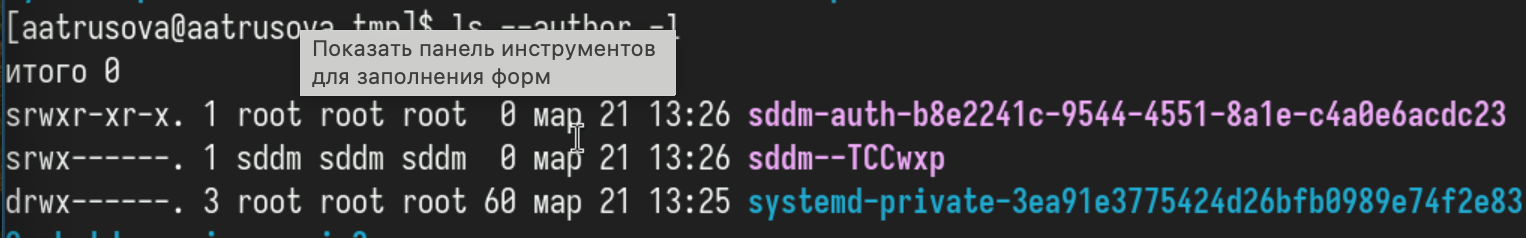 [aatrusova@aatrusova tmp]$ ls --author -l
Показать панель инструментов
для заполнения форм
итого 0
srwxr-xr-x. 1 root root root  0 мар 21 13:26 sddm-auth-b8e2241c-9544-4551-8a1e-c4a0e6acdc23
srwx------. 1 sddm sddm sddm  0 мар 21 13:26 sddm--TCCwxp
drwx------. 3 root root root 60 мар 21 13:25 systemd-private-3ea91e3775424d26bfb0989e74f2e83